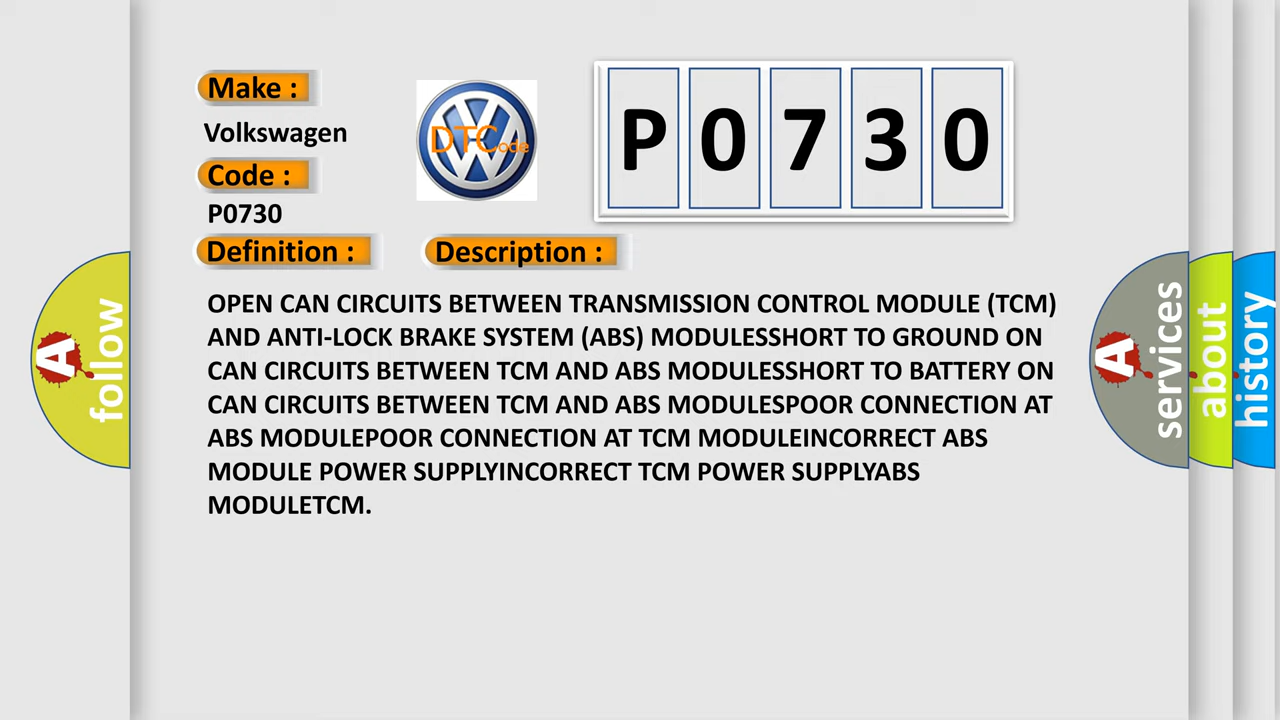 Make :
Volkswagen
DTCode
P0730
Code :
P0730
Definition :
Description :
OPEN CAN CIRCUITS BETWEEN TRANSMISSION CONTROL MODULE (TCM)
AND ANTI-LOCK BRAKE SYSTEM (ABS) MODULESSHORT TO GROUND ON
CAN CIRCUITS BETWEEN TCM AND ABS MODULESSHORT TO BATTERY ON
CAN CIRCUITS BETWEEN TCM AND ABS MODULESPOOR CONNECTION AT
ABS MODULEPOOR CONNECTION AT TCM MODULEINCORRECT ABS
MODULE POWER SUPPLYINCORRECT TCM POWER SUPPLYABS
MODULETCM.
A follow
A services
about
history